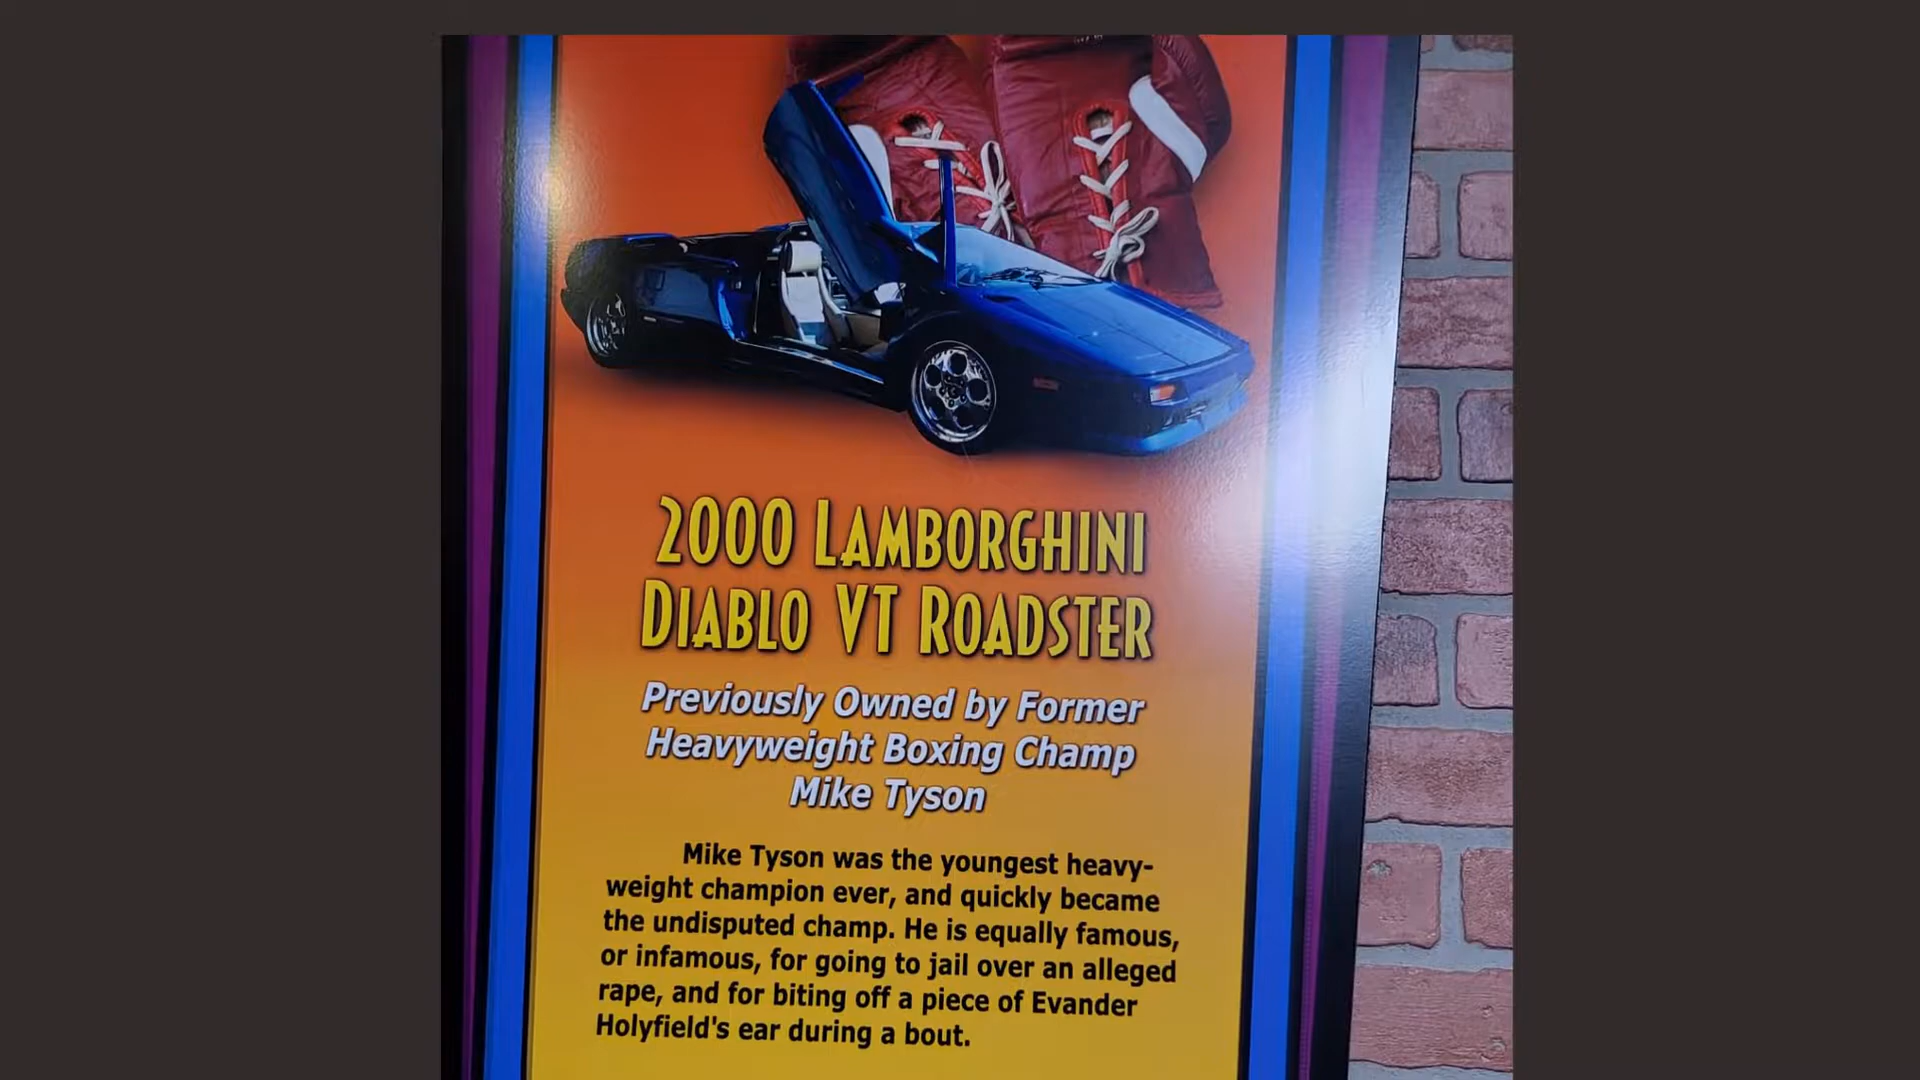 2000 LAMBORGHINI
DIABLO VT ROADSTER
Previously Owned by Former
Heavyweight Boxing Champ
Mike Tyson
Mike Tyson was the youngest heavy-
weight champion ever, and quickly became
the undisputed champ. He is equally famous,
or infamous, for going to jail over an alleged
rape, and for biting off a piece of Evander
Holyfield's ear during a bout.